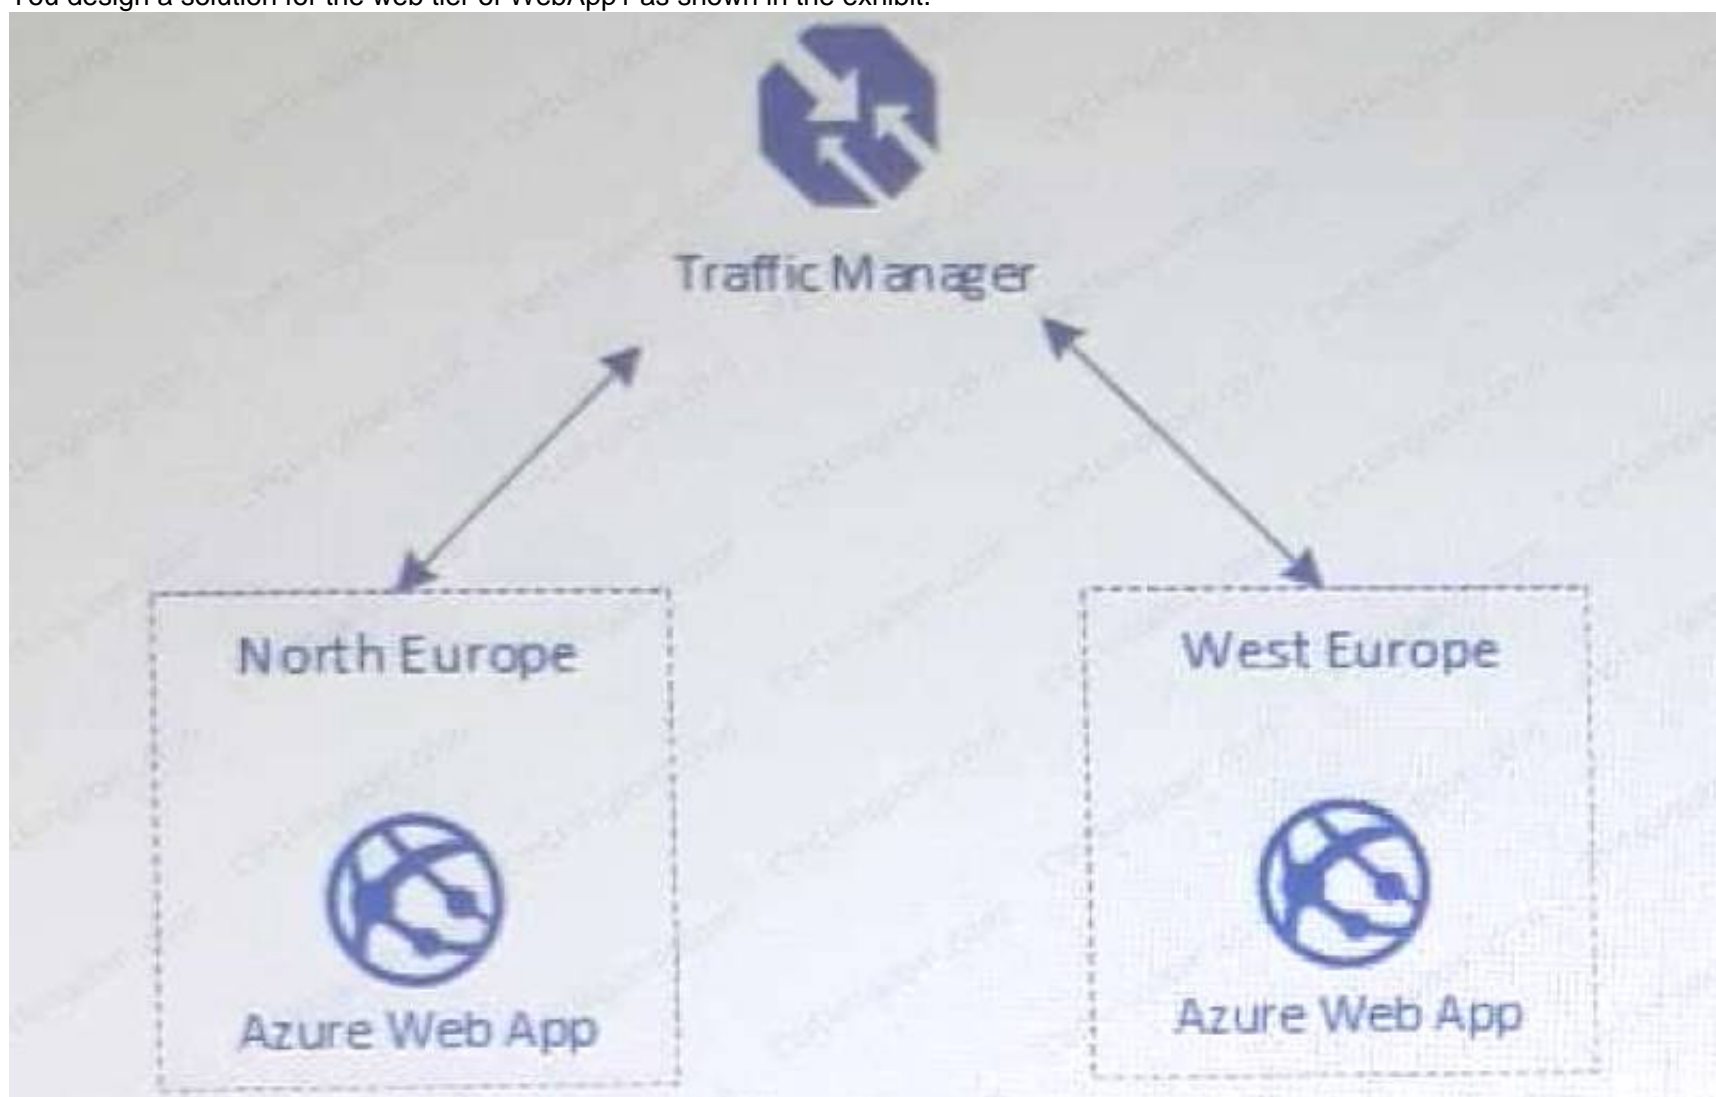 You design a solution for the web tier of WebApp1 as shown in the exhibit.
Traffic Manager
North Europe
West Europe
Azure Web App
Azure Web App